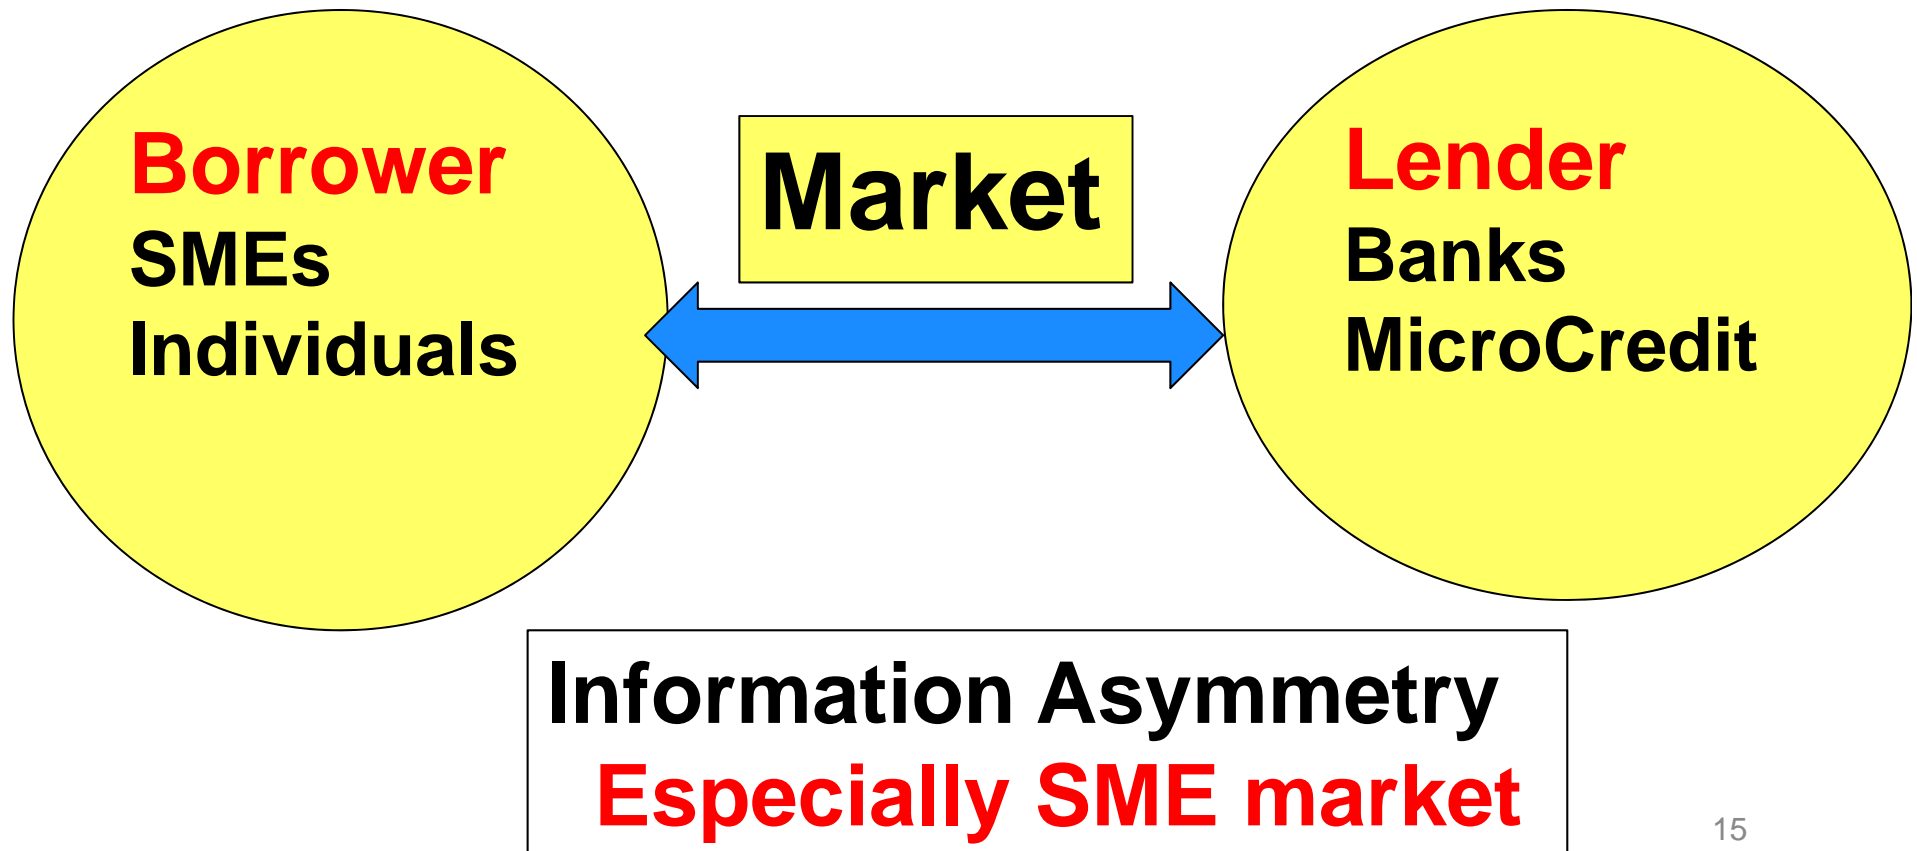 Borrower
SMEs
Individuals
Market
Lender
Banks
MicroCredit
Information Asymmetry
Especially SME market
15